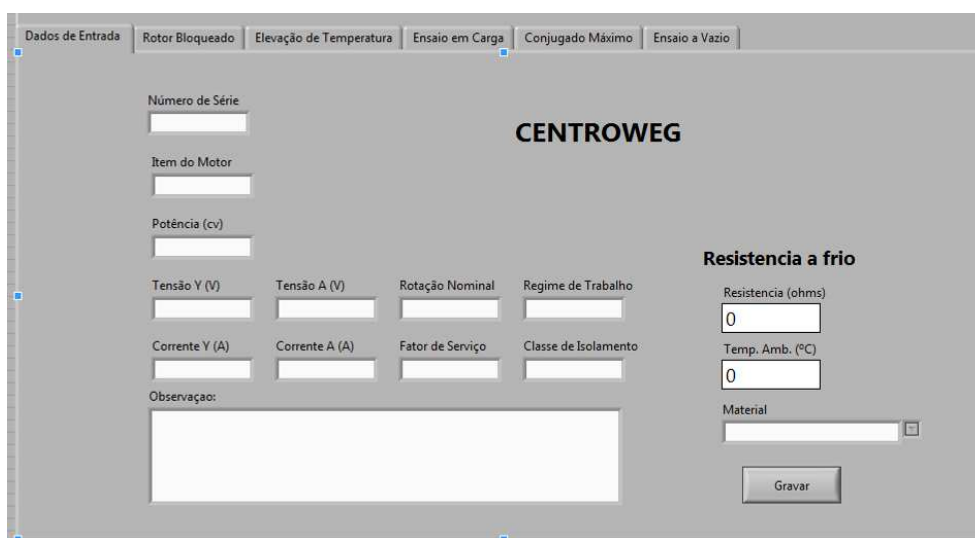 Dados de Entrada Rotor Bloqueado Elevação de Temperatura Ensaio em Carga Conjugado Máximo Ensaio a Vazio
Número de Série
CENTROWEG
Item do Motor
Potência (cv)
Resistencia a frio
Tensão Y (V) Tensão A (V) Rotação Nominal Regime de Trabalho
Resistencia (ohms)
0
Corrente Y (A) Corrente A (A) Fator de Serviço Classe de Isolamento
Temp. Amb. (ºC)
0
Observaçao:
Material
Gravar